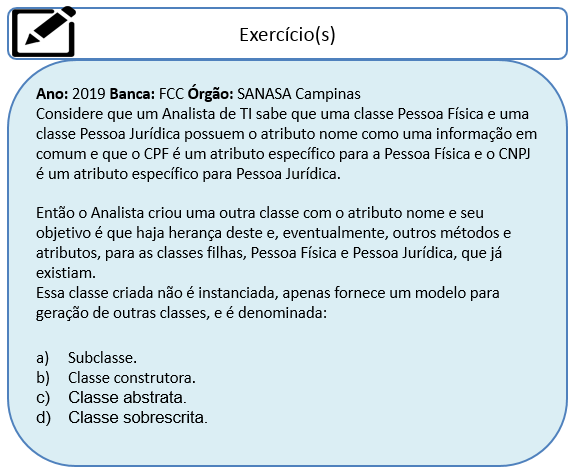 Exercício(s)
Ano: 2019 Banca: FCC Órgão: SANASA Campinas
Considere que um Analista de TI sabe que uma classe Pessoa Física e uma
classe Pessoa Jurídica possuem o atributo nome como uma informação em
comum e que o CPF é um atributo específico para a Pessoa Física e o CNPJ
é um atributo específico para Pessoa Jurídica.
Então o Analista criou uma outra classe com o atributo nome e seu
objetivo é que haja herança deste e, eventualmente, outros métodos e
atributos, para as classes filhas, Pessoa Física e Pessoa Jurídica, que já
existiam.
Essa classe criada não é instanciada, apenas fornece um modelo para
geração de outras classes, e é denominada:
a) Subclasse.
b) Classe construtora.
c) Classe abstrata.
d) Classe sobrescrita.